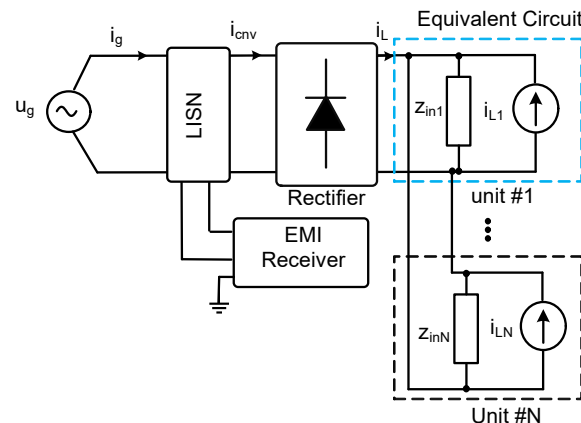 Equivalent Circuit
i_g
i_cnv
i_L
u_g
LISN
z_in1
i_L1
Rectifier
unit #1
EMI
Receiver
z_inN
i_LN
Unit #N